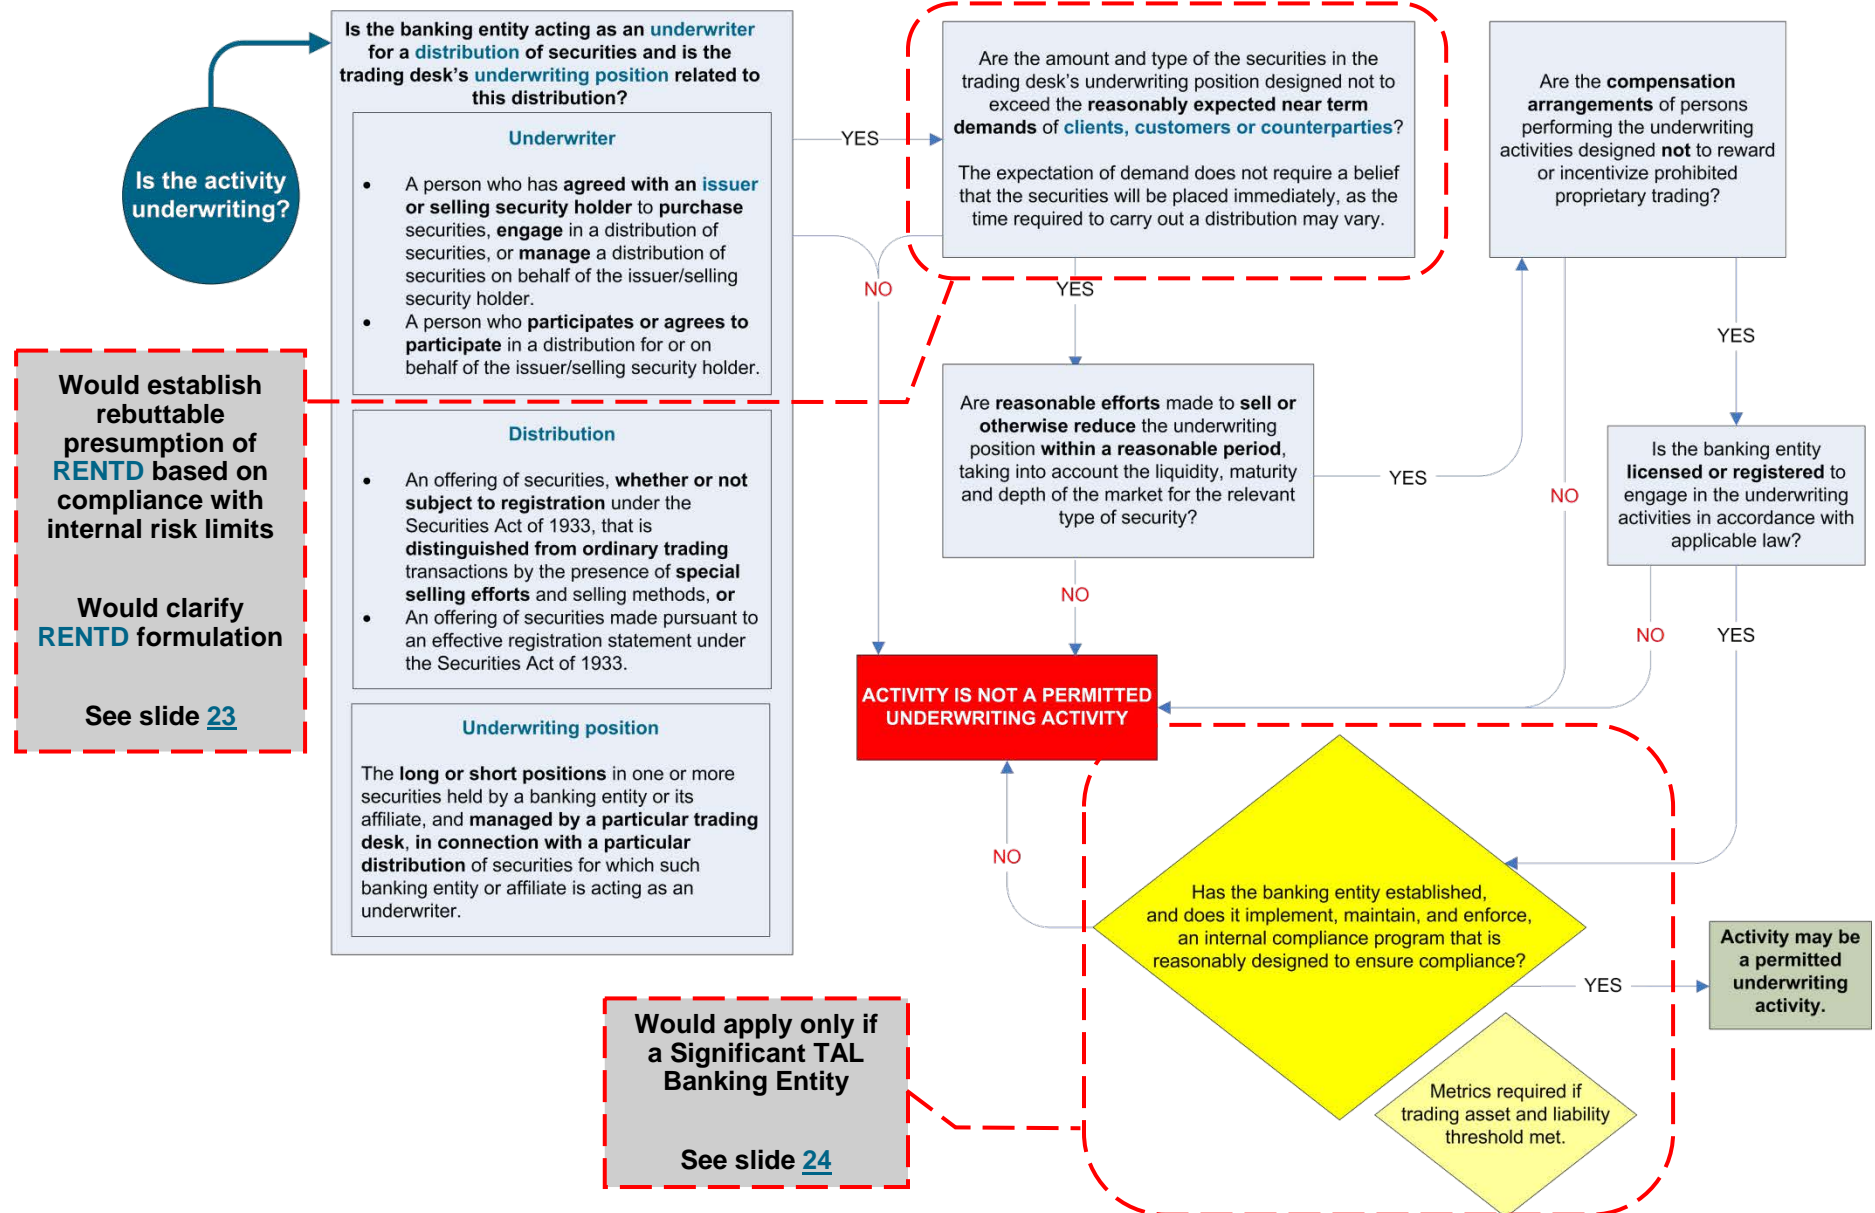 Is the activity
underwriting?
Is the banking entity acting as an underwriter
for a distribution of securities and is the
trading desk's underwriting position related to
this distribution?
Underwriter
• A person who has agreed with an issuer
or selling security holder to purchase
securities, engage in a distribution of
securities, or manage a distribution of
securities on behalf of the issuer/selling
security holder.
• A person who participates or agrees to
participate in a distribution for or on
behalf of the issuer/selling security holder.
Distribution
• An offering of securities, whether or not
subject to registration under the
Securities Act of 1933, that is
distinguished from ordinary trading
transactions by the presence of special
selling efforts and selling methods, or
• An offering of securities made pursuant to
an effective registration statement under
the Securities Act of 1933.
Underwriting position
The long or short positions in one or more
securities held by a banking entity or its
affiliate, and managed by a particular trading
desk, in connection with a particular
distribution of securities for which such
banking entity or affiliate is acting as an
underwriter.
YES
NO
Are the amount and type of the securities in the
trading desk's underwriting position designed not to
exceed the reasonably expected near term
demands of clients, customers or counterparties?
The expectation of demand does not require a belief
that the securities will be placed immediately, as the
time required to carry out a distribution may vary.
YES
Are reasonable efforts made to sell or
otherwise reduce the underwriting
position within a reasonable period,
taking into account the liquidity, maturity
and depth of the market for the relevant
type of security?
YES
NO
Are the compensation
arrangements of persons
performing the underwriting
activities designed not to reward
or incentivize prohibited
proprietary trading?
YES
NO
Is the banking entity
licensed or registered to
engage in the underwriting
activities in accordance with
applicable law?
NO
YES
ACTIVITY IS NOT A PERMITTED
UNDERWRITING ACTIVITY
NO
Has the banking entity established,
and does it implement, maintain, and enforce,
an internal compliance program that is
reasonably designed to ensure compliance?
YES
Activity may be
a permitted
underwriting
activity.
Metrics required if
trading asset and liability
threshold met.
Would establish
rebuttable
presumption of
RENTD based on
compliance with
internal risk limits
Would clarify
RENTD formulation
See slide 23
Would apply only if
a Significant TAL
Banking Entity
See slide 24